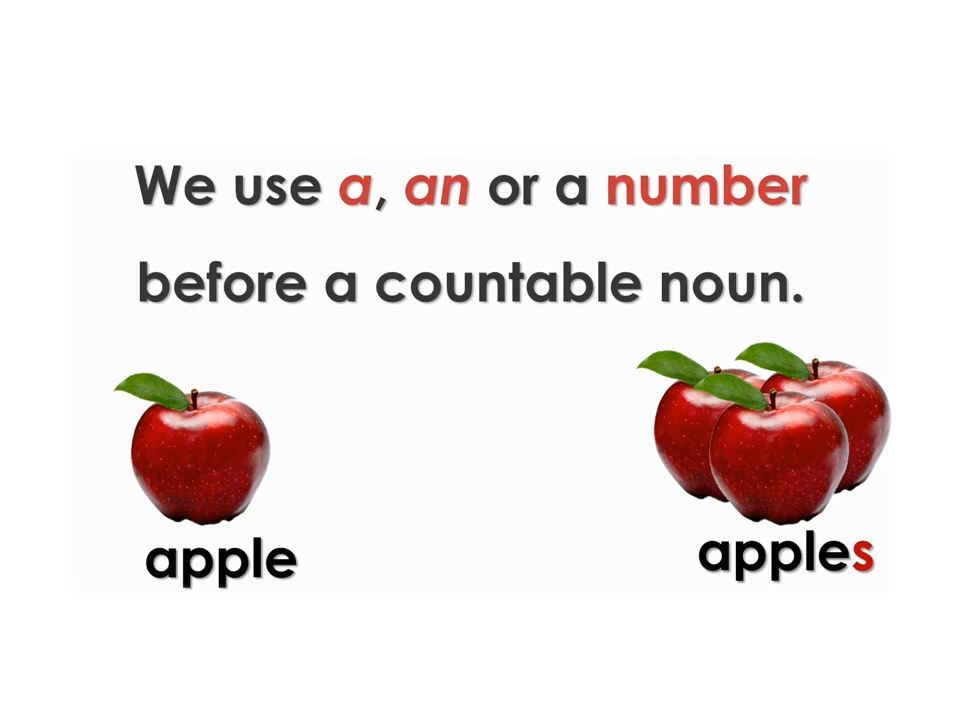 We use a, an or a number
before a countable noun.
apple
apples